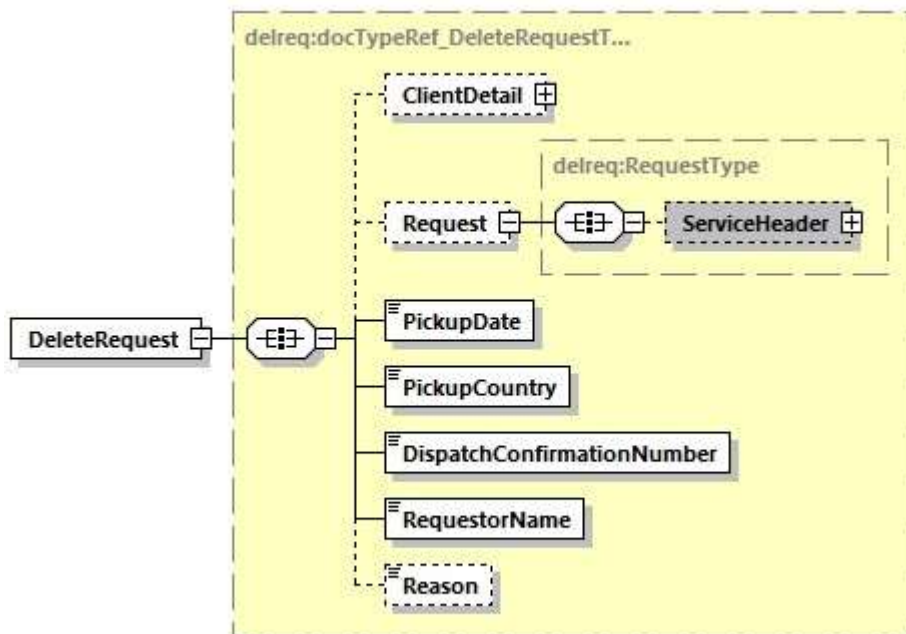 delreq:docTypeRef_DeleteRequestT...
ClientDetail
delreq:RequestType
Request
ServiceHeader
PickupDate
DeleteRequest
PickupCountry
DispatchConfirmationNumber
RequestorName
Reason